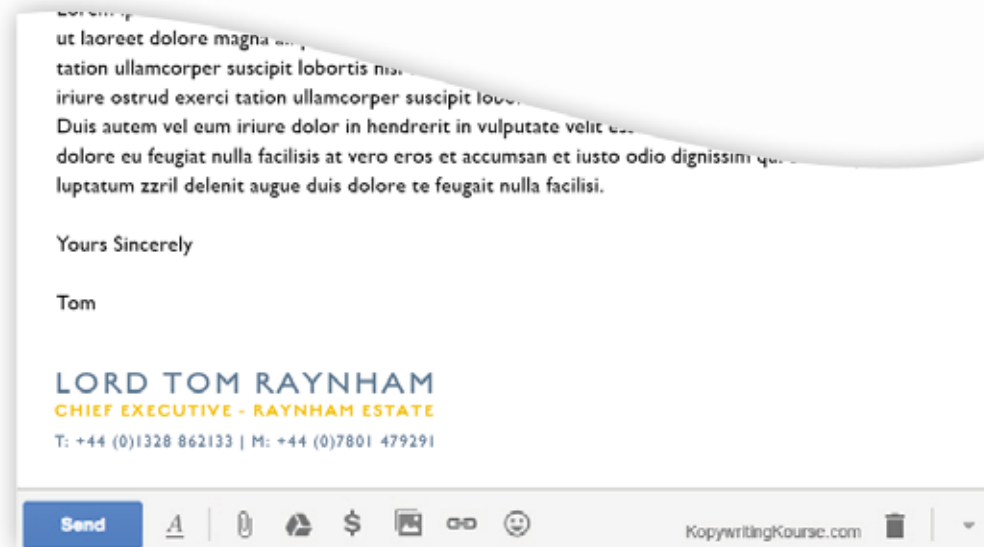 ut laoreet dolore magna
tation ullamcorper suscipit lobortis
iriure ostrud exerci tation ullamcorper suscipit
Duis autem vel eum iriure dolor in hendrerit in vulputate velit
dolore eu feugiat nulla facilisis at vero eros et accumsan et iusto odio dignissim
luptatum zzril delenit augue duis dolore te feugait nulla facilisi.
Yours Sincerely
Tom
LORD TOM RAYNHAM
CHIEF EXECUTIVE - RAYNHAM ESTATE
T: +44 (0)1328 862133 | M: +44 (0)7801 479291
Send A $ KopywritingKourse.com